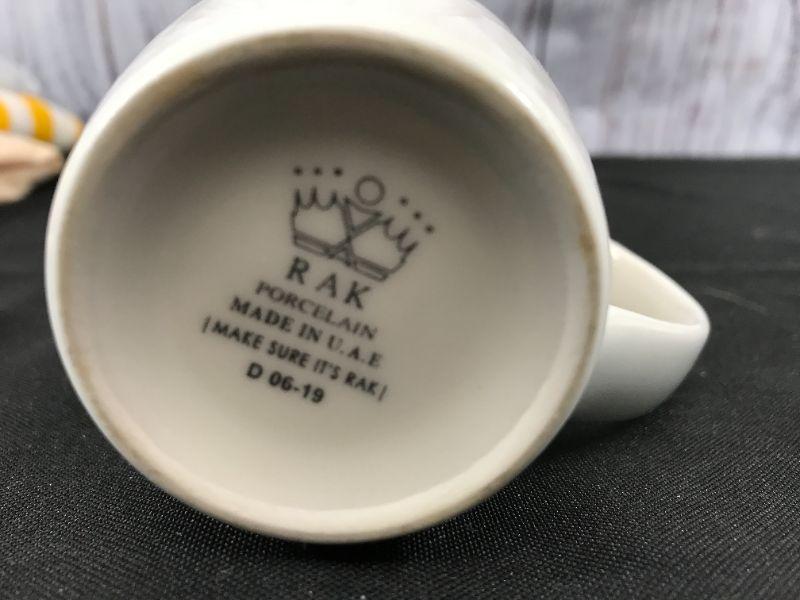 RAK
PORCELAIN
MADE IN U.A.E
|MAKE SURE IT'S RAK|
D 06-19